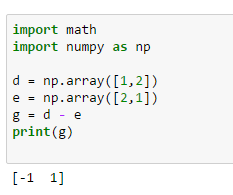 import math
import numpy as np
d = np.array([1,2])
e = np.array([2,1])
g = d - e
print(g)
[-1  1]